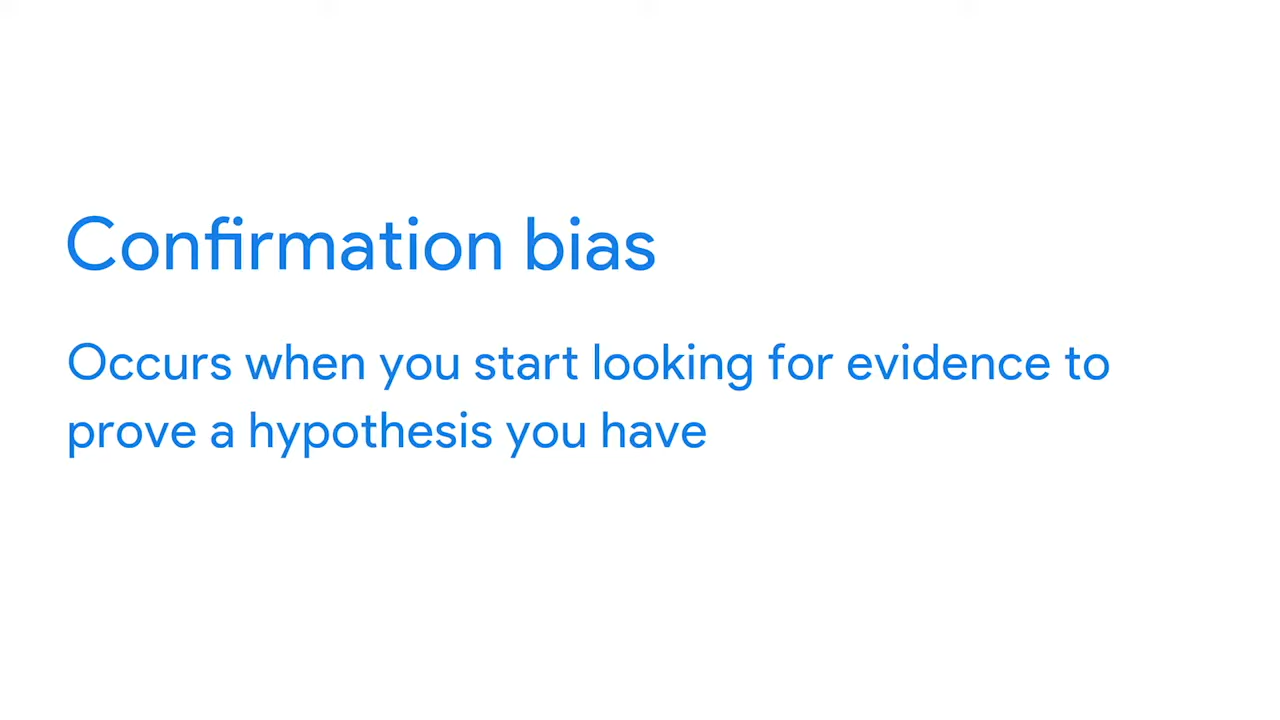 Confirmation bias
Occurs when you start looking for evidence to
prove a hypothesis you have